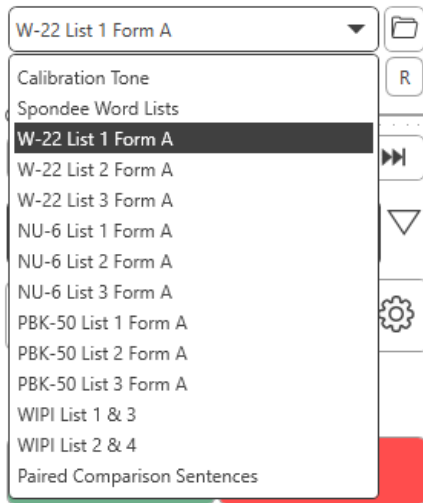 W-22 List 1 Form A
Calibration Tone
R
Spondee Word Lists
W-22 List 1 Form A
W-22 List 2 Form A
W-22 List 3 Form A
NU-6 List 1 Form A
NU-6 List 2 Form A
NU-6 List 3 Form A
PBK-50 List 1 Form A
PBK-50 List 2 Form A
PBK-50 List 3 Form A
WIPI List 1 & 3
WIPI List 2 & 4
Paired Comparison Sentences